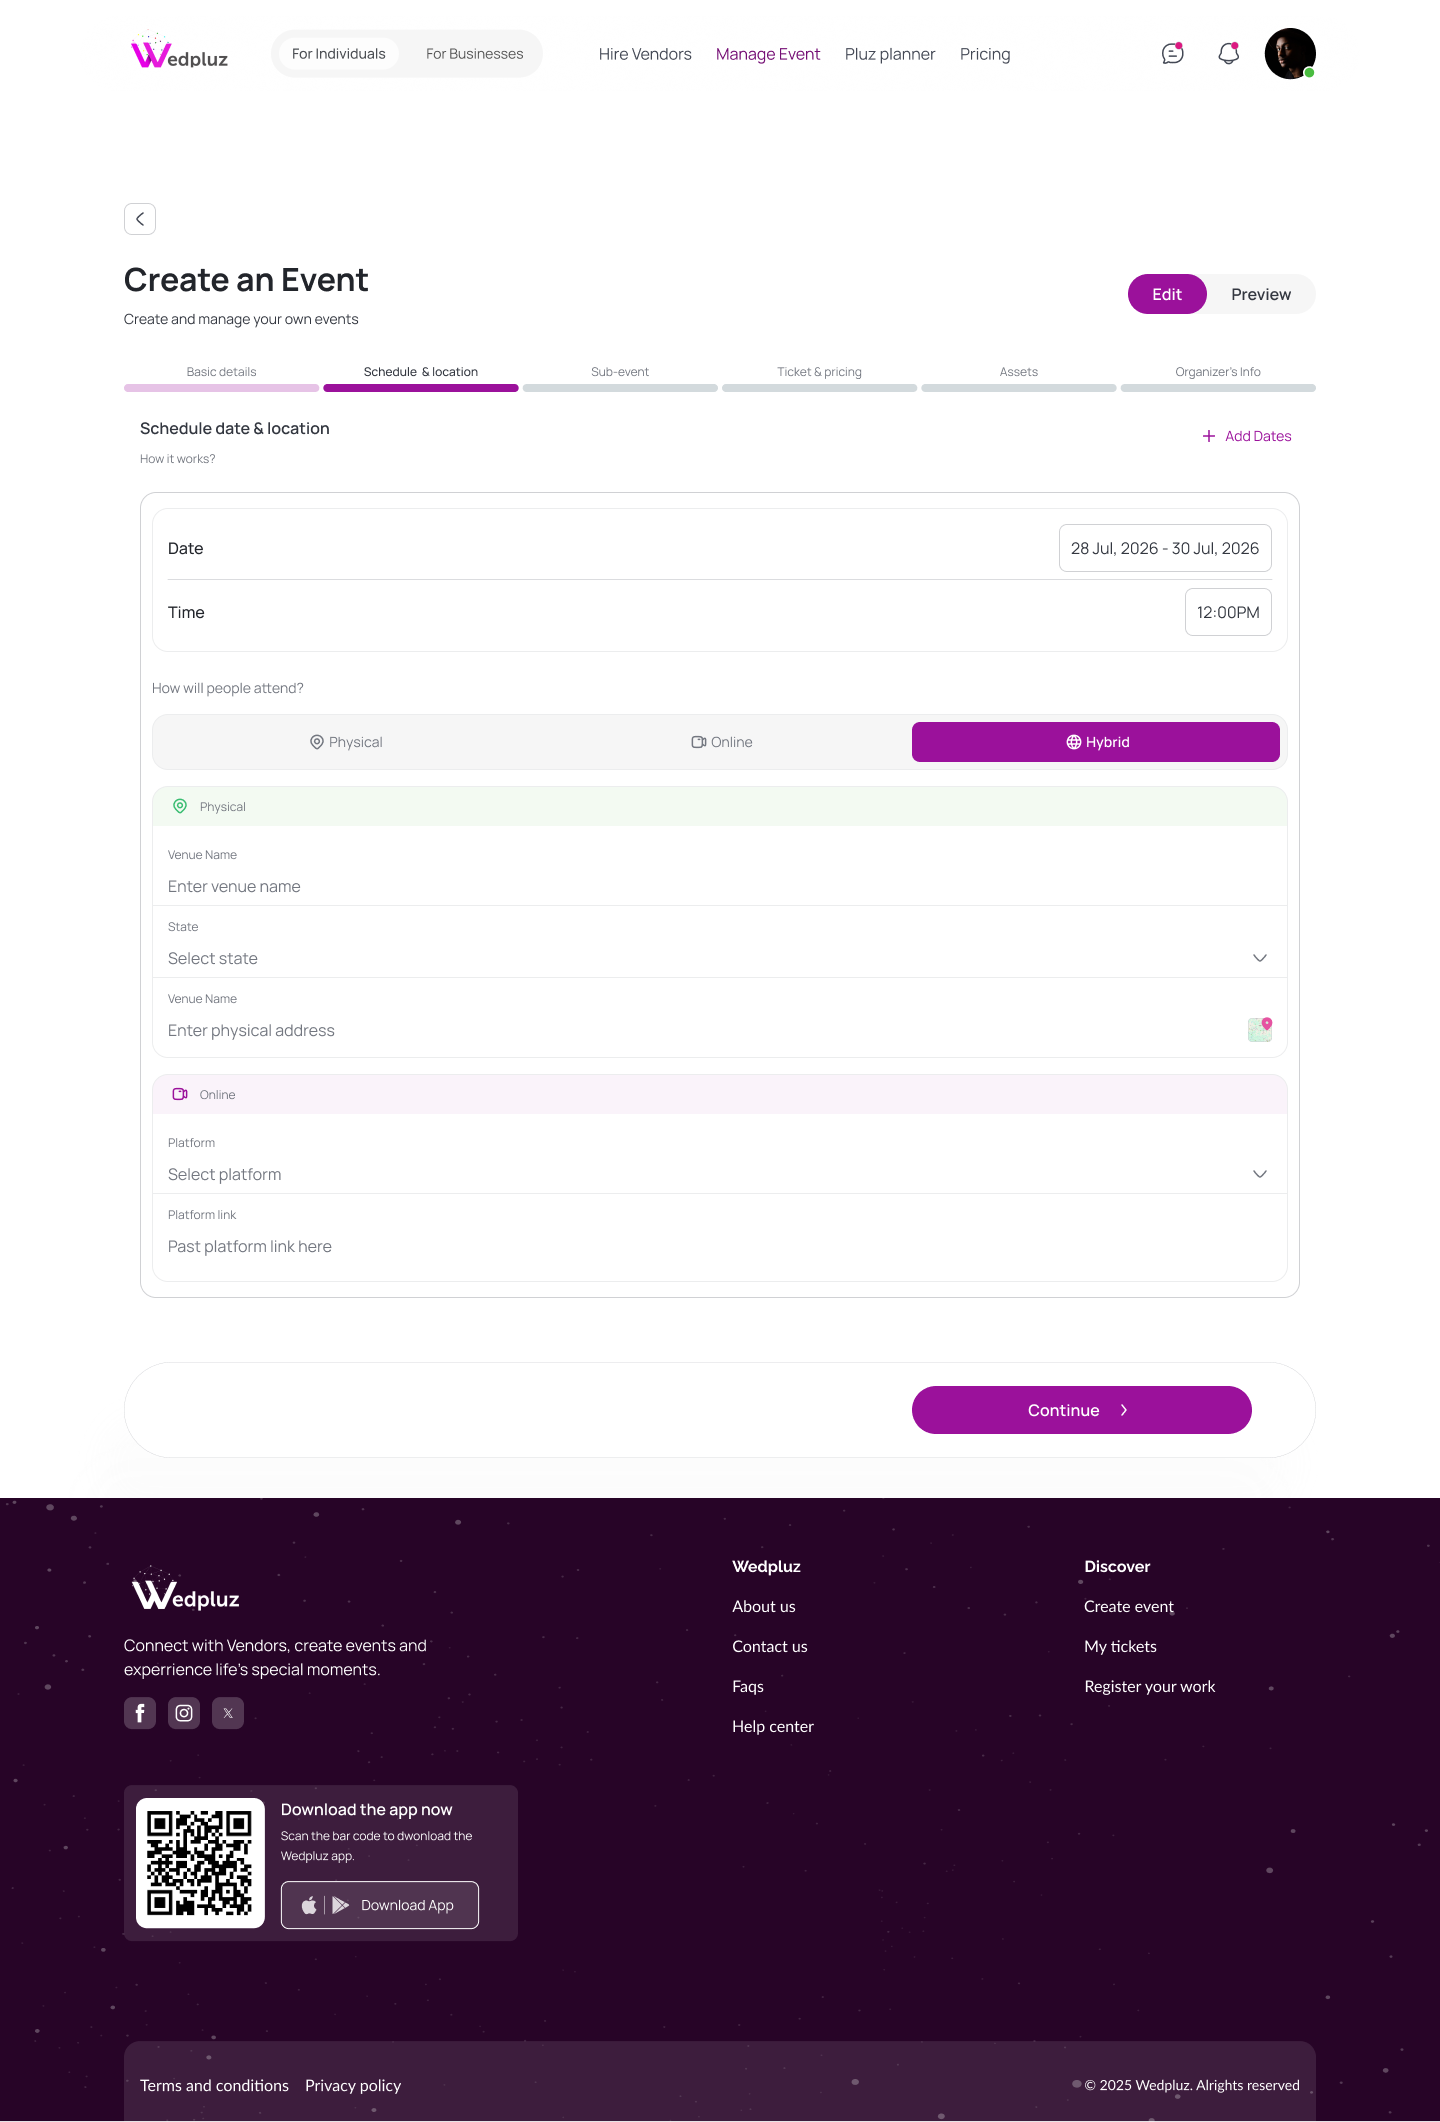 Wedpluz
For Individuals
For Businesses
Hire Vendors
Manage Event
Pluz planner
Pricing
Create an Event
Create and manage your own events
Edit
Preview
Basic details
Schedule & location
Sub-event
Ticket & pricing
Assets
Organizer's Info
Schedule date & location
How it works?
Add Dates
Date
28 Jul, 2026 - 30 Jul, 2026
Time
12:00PM
How will people attend?
Physical
Online
Hybrid
Physical
Venue Name
Enter venue name
State
Select state
Venue Name
Enter physical address
Online
Platform
Select platform
Platform link
Past platform link here
Continue
Wedpluz
Connect with Vendors, create events and
experrience life's special moments.
Wedpluz
About us
Contact us
Faqs
Help center
Discover
Create event
My tickets
Register your work
Download the app now
Scan the bar code to dwonload the
Wedpluz app.
Download App
Terms and conditions
Privacy policy
© 2025 Wedpluz. Alrights reserved